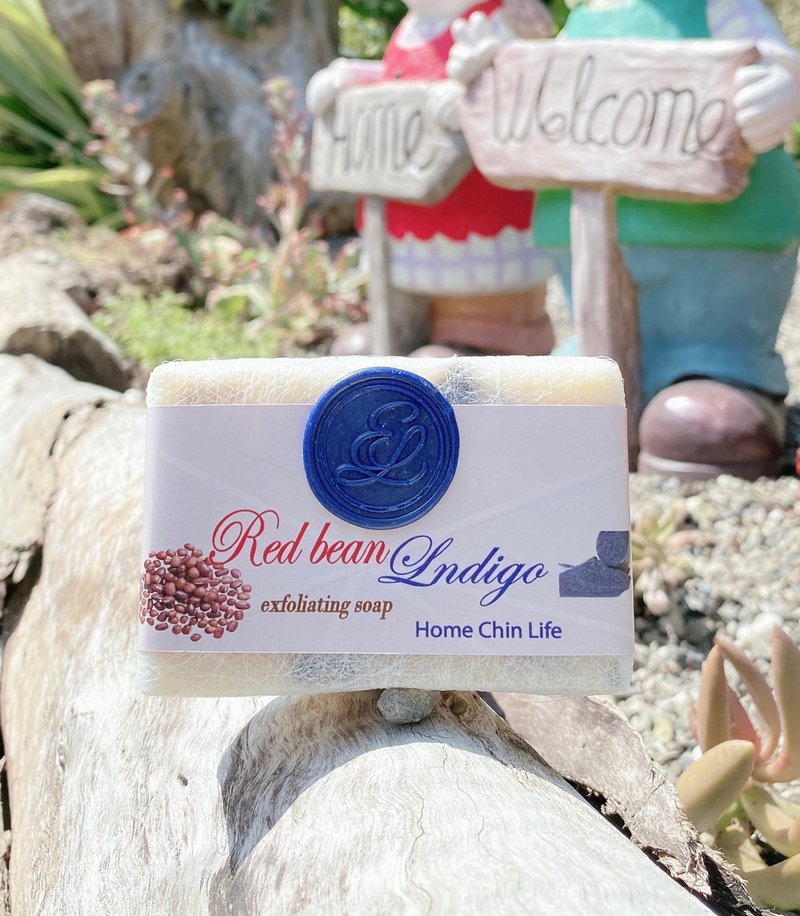 Home
Welcome
EL
Red bean Lndigo
exfoliating soap
Home Chin Life